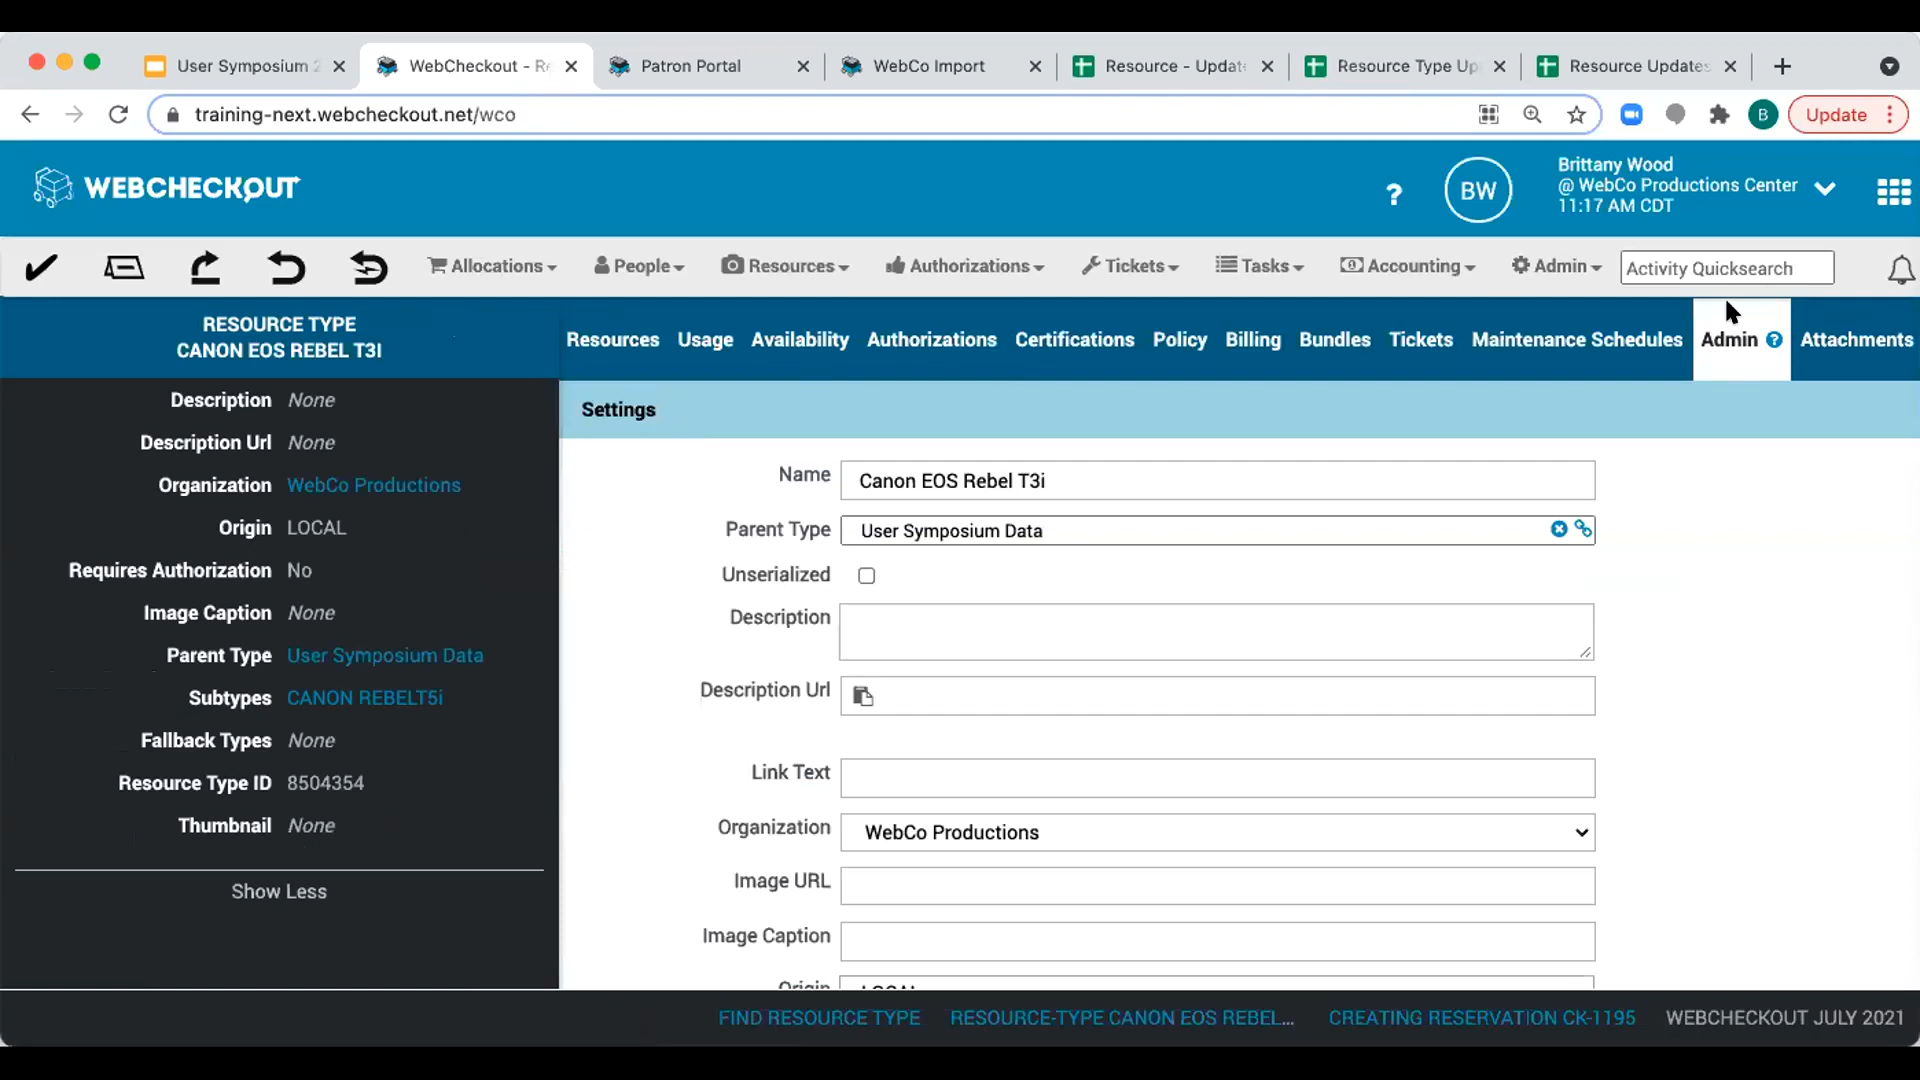 User Symposium 2
WebCheckout - Re
Patron Portal
WebCo Import
Resource - Updat
Resource Type Up
Resource Updates
training-next.webcheckout.net/wco
B
Update
WEBCHECKOUT
?
BW
Brittany Wood
@ WebCo Productions Center
11:17 AM CDT
Allocations
People
Resources
Authorizations
Tickets
Tasks
Accounting
Admin
Activity Quicksearch
RESOURCE TYPE
CANON EOS REBEL T3I
Resources
Usage
Availability
Authorizations
Certifications
Policy
Billing
Bundles
Tickets
Maintenance Schedules
Admin ?
Attachments
Description None
Description Url None
Organization WebCo Productions
Origin LOCAL
Requires Authorization No
Image Caption None
Parent Type User Symposium Data
Subtypes CANON REBELT5i
Fallback Types None
Resource Type ID 8504354
Thumbnail None
Show Less
Settings
Name Canon EOS Rebel T3i
Parent Type User Symposium Data
Unserialized
Description
Description Url
Link Text
Organization WebCo Productions
Image URL
Image Caption
Origin LOCAL
FIND RESOURCE TYPE
RESOURCE-TYPE CANON EOS REBEL...
CREATING RESERVATION CK-1195
WEBCHECKOUT JULY 2021